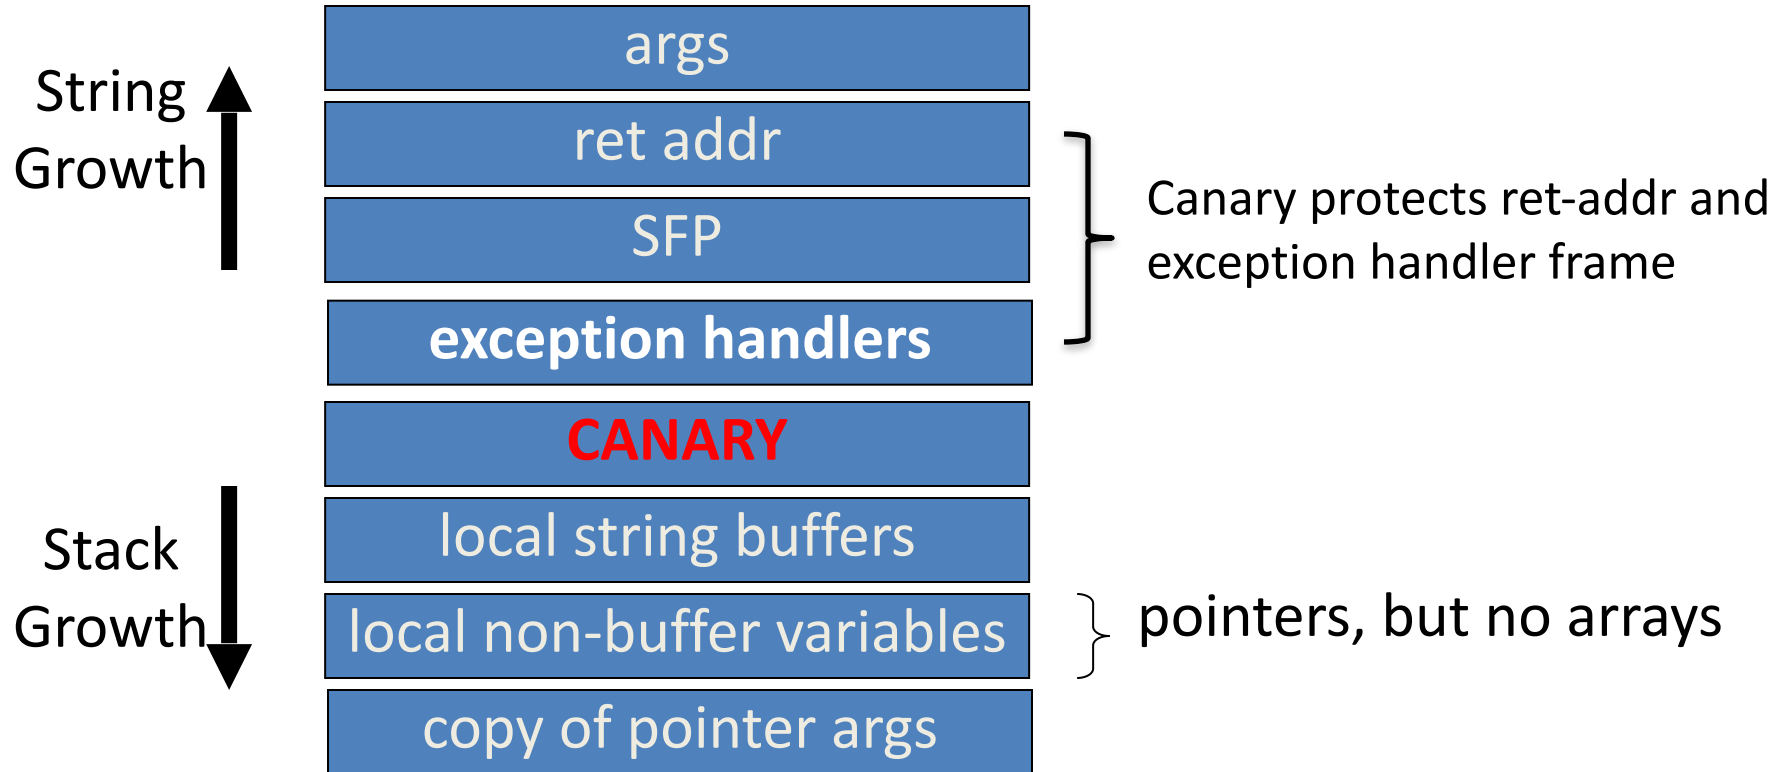 args
String
Growth
ret addr
SFP
Canary protects ret-addr and
exception handler frame
exception handlers
CANARY
local string buffers
Stack
Growth
local non-buffer variables
pointers, but no arrays
copy of pointer args